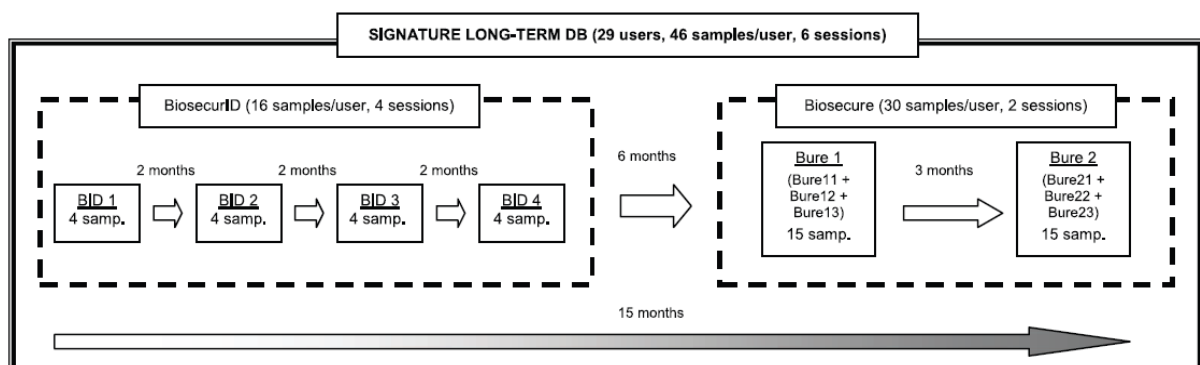 SIGNATURE LONG-TERM DB (29 users, 46 samples/user, 6 sessions)
BiosecurID (16 samples/user, 4 sessions)
2 months
2 months
2 months
BID 1
4 samp.
BID 2
4 samp.
BID 3
4 samp.
BID 4
4 samp.
6 months
Biosecure (30 samples/user, 2 sessions)
Bure 1
(Bure11 +
Bure12 +
Bure13)
15 samp.
3 months
Bure 2
(Bure21 +
Bure22 +
Bure23)
15 samp.
15 months